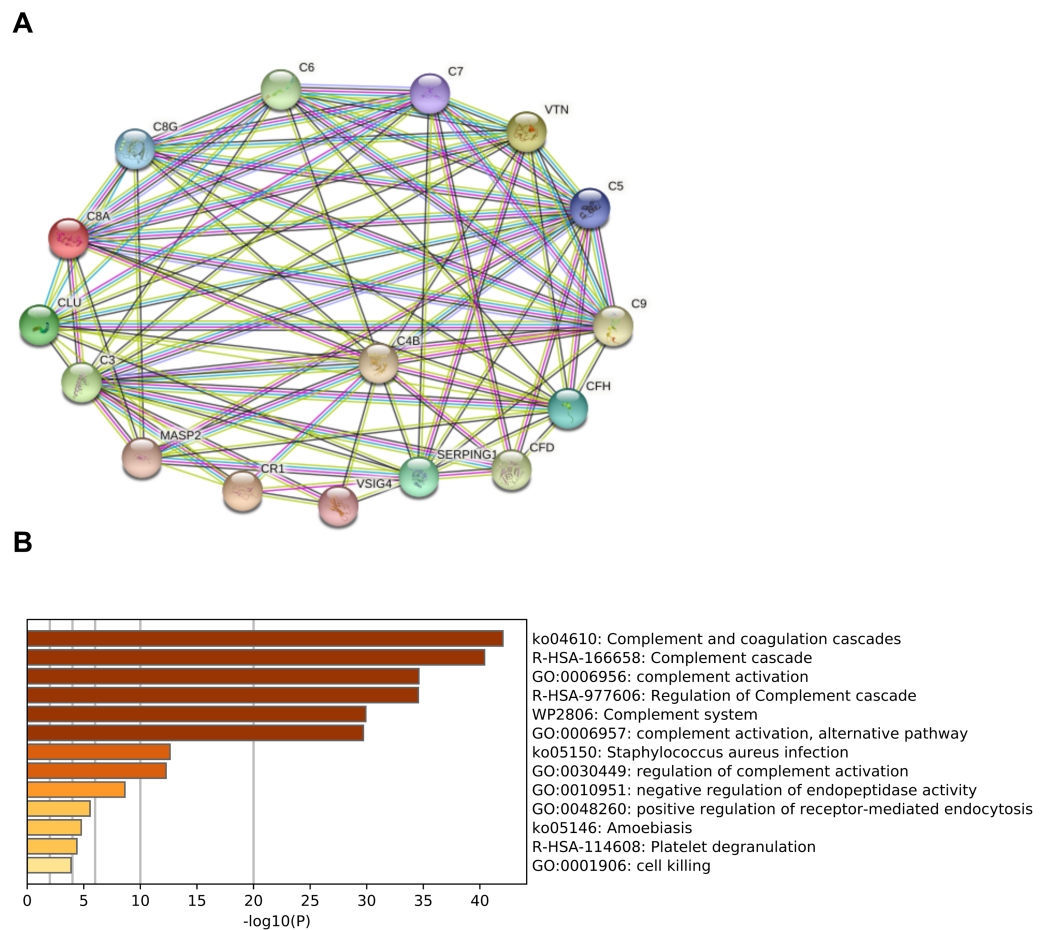 A
C6
C7
VTN
C8G
C5
C8A
CLU
C9
C4B
C3
CFH
MASP2
SERPING1
CFD
CR1
VSIG4
B
ko04610: Complement and coagulation cascades
R-HSA-166658: Complement cascade
GO:0006956: complement activation
R-HSA-977606: Regulation of Complement cascade
WP2806: Complement system
GO:0006957: complement activation, alternative pathway
ko05150: Staphylococcus aureus infection
GO:0030449: regulation of complement activation
GO:0010951: negative regulation of endopeptidase activity
GO:0048260: positive regulation of receptor-mediated endocytosis
ko05146: Amoebiasis
R-HSA-114608: Platelet degranulation
GO:0001906: cell killing
0 5 10 15 20 25 30 35 40
-log10(P)